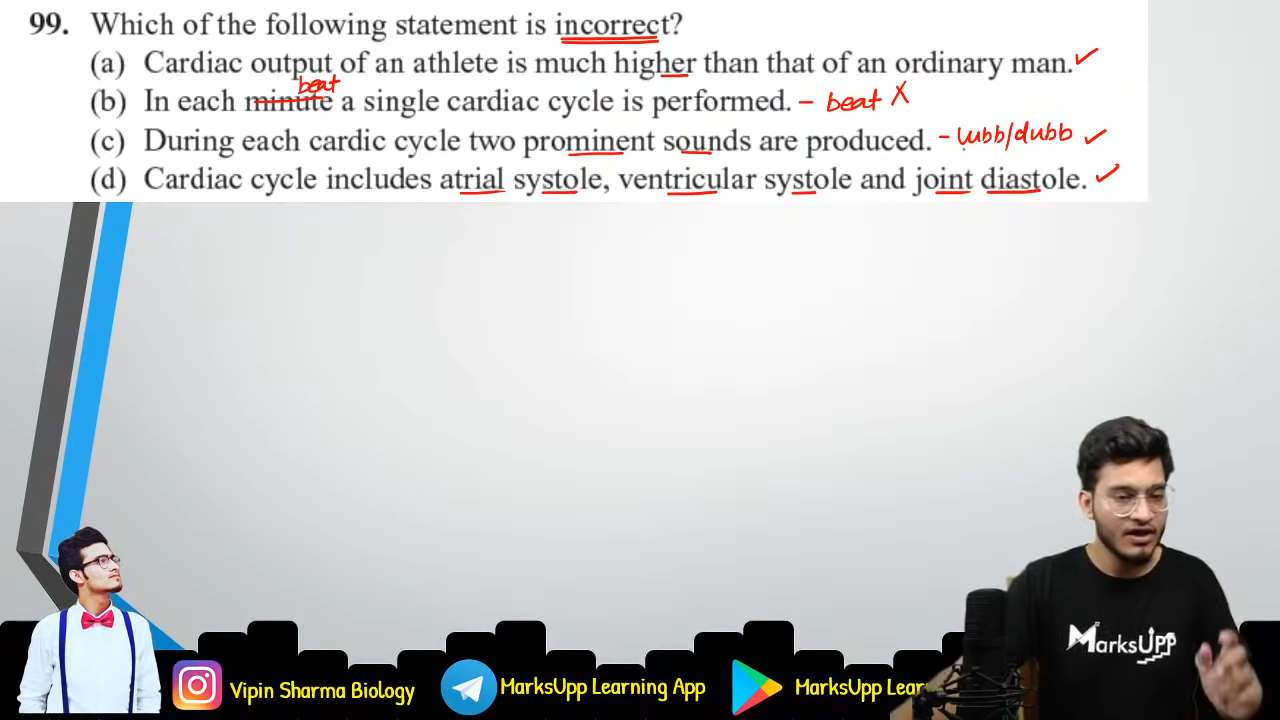 99. Which of the following statement is incorrect?
(a) Cardiac output of an athlete is much higher than that of an ordinary man. ✓
beat
(b) In each minute a single cardiac cycle is performed. - beat X
(c) During each cardic cycle two prominent sounds are produced. - Lubb/dubb ✓
(d) Cardiac cycle includes atrial systole, ventricular systole and joint diastole. ✓
MarksUpp
Vipin Sharma Biology
MarksUpp Learning App
MarksUpp Lear